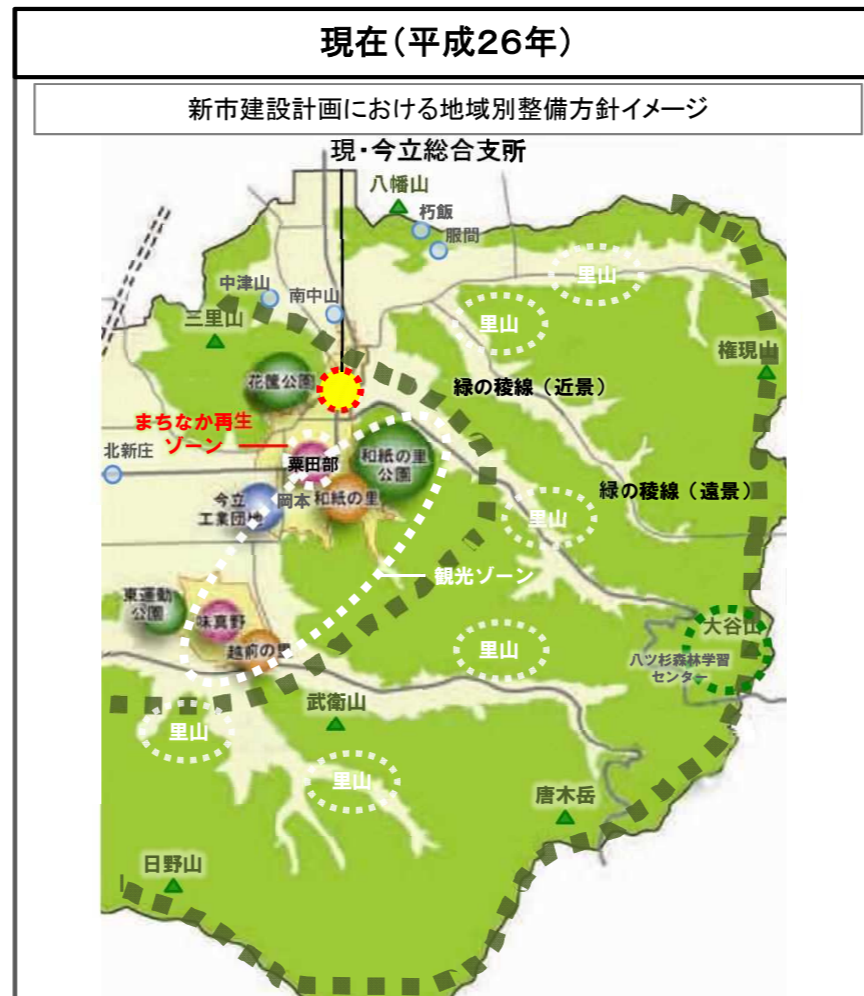 現在(平成26年)
新市建設計画における地域別整備方針イメージ
現・今立総合支所
八幡山
朽飯
服間
中津山
南中山
三里山
里山
里山
権現山
花筐公園
緑の稜線(近景)
まちなか再生
ゾーン
北新庄
粟田部
和紙の里
公園
今立
工業団地
岡本
和紙の里
緑の稜線(遠景)
里山
観光ゾーン
東運動
公園
味真野
越前の里
里山
大谷山
八ツ杉森林学習
センター
里山
武衛山
里山
唐木岳
日野山